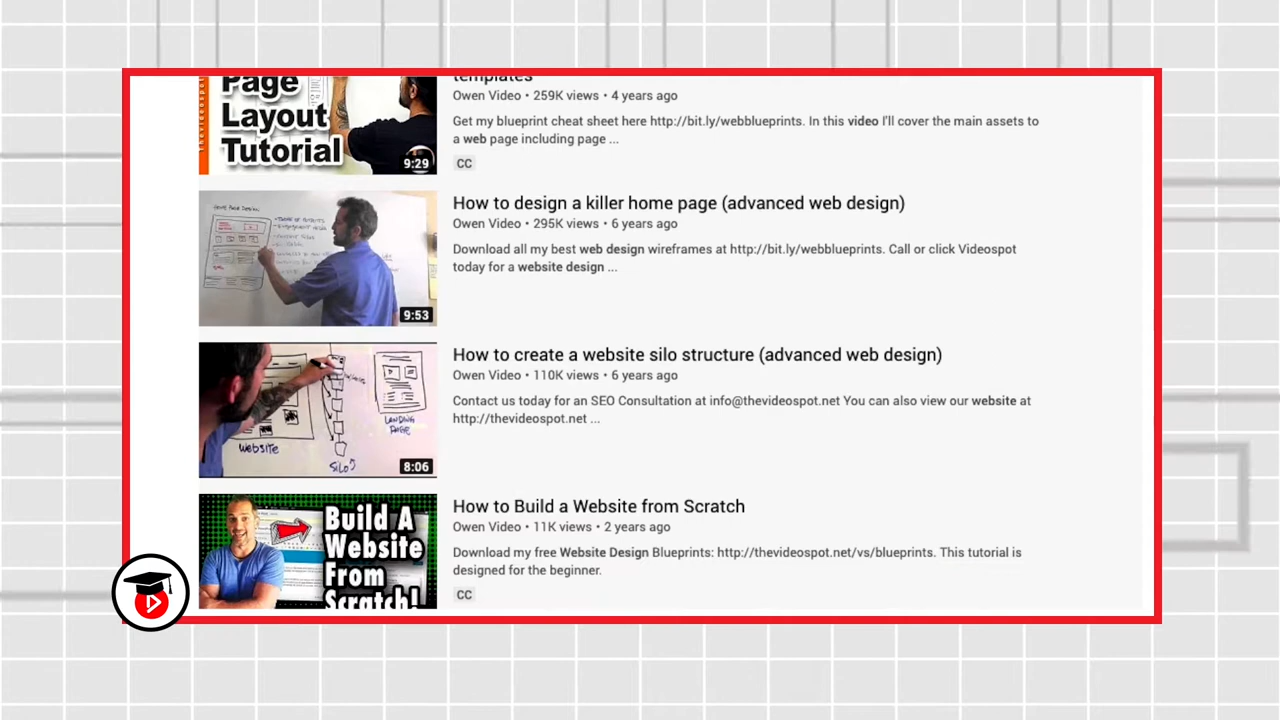 Page
Layout
Tutorial
9:29
templates
Owen Video • 259K views • 4 years ago
Get my blueprint cheat sheet here http://bit.ly/webblueprints. In this video I'll cover the main assets to
a web page including page ...
CC
HOME PAGE DESIGN
9:53
How to design a killer home page (advanced web design)
Owen Video • 295K views • 6 years ago
Download all my best web design wireframes at http://bit.ly/webblueprints. Call or click Videospot
today for a website design ...
WEBSITE
SILO
LANDING
PAGE
8:06
How to create a website silo structure (advanced web design)
Owen Video • 110K views • 6 years ago
Contact us today for an SEO Consultation at info@thevideospot.net You can also view our website at
http://thevideospot.net ...
Build A
Website
From
Scratch!
How to Build a Website from Scratch
Owen Video • 11K views • 2 years ago
Download my free Website Design Blueprints: http://thevideospot.net/vs/blueprints. This tutorial is
designed for the beginner.
CC